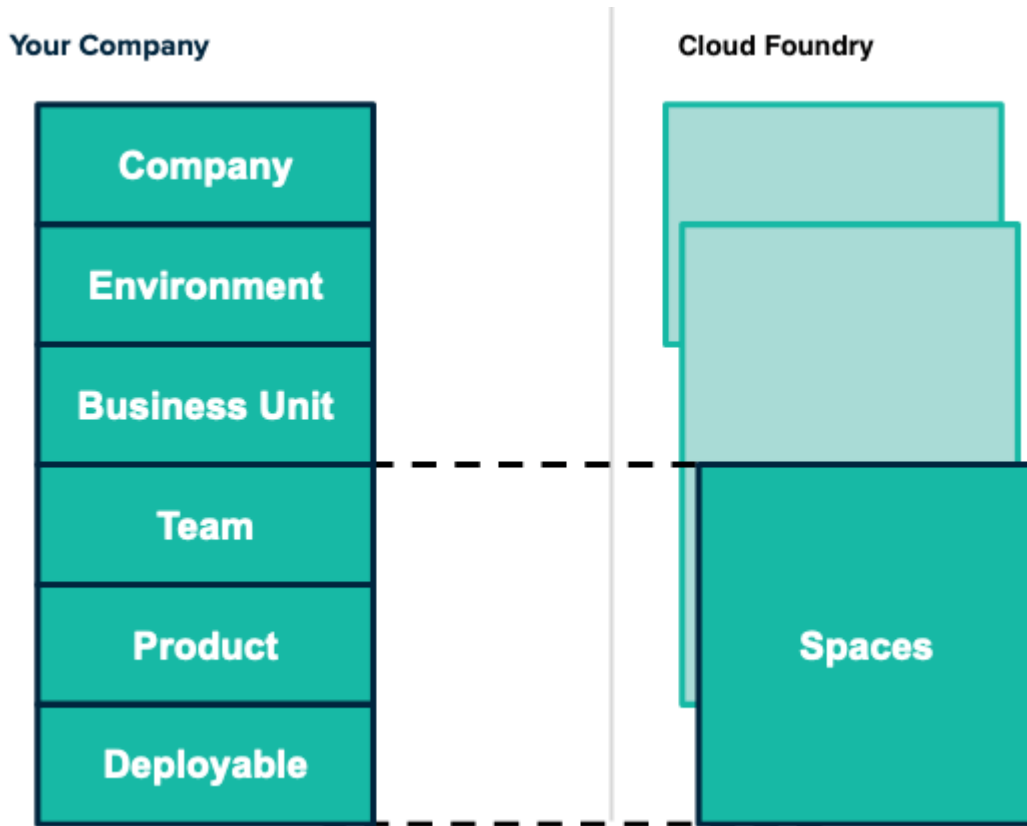 Your Company
Cloud Foundry
Company
Environment
Business Unit
Team
Product
Deployable
Spaces